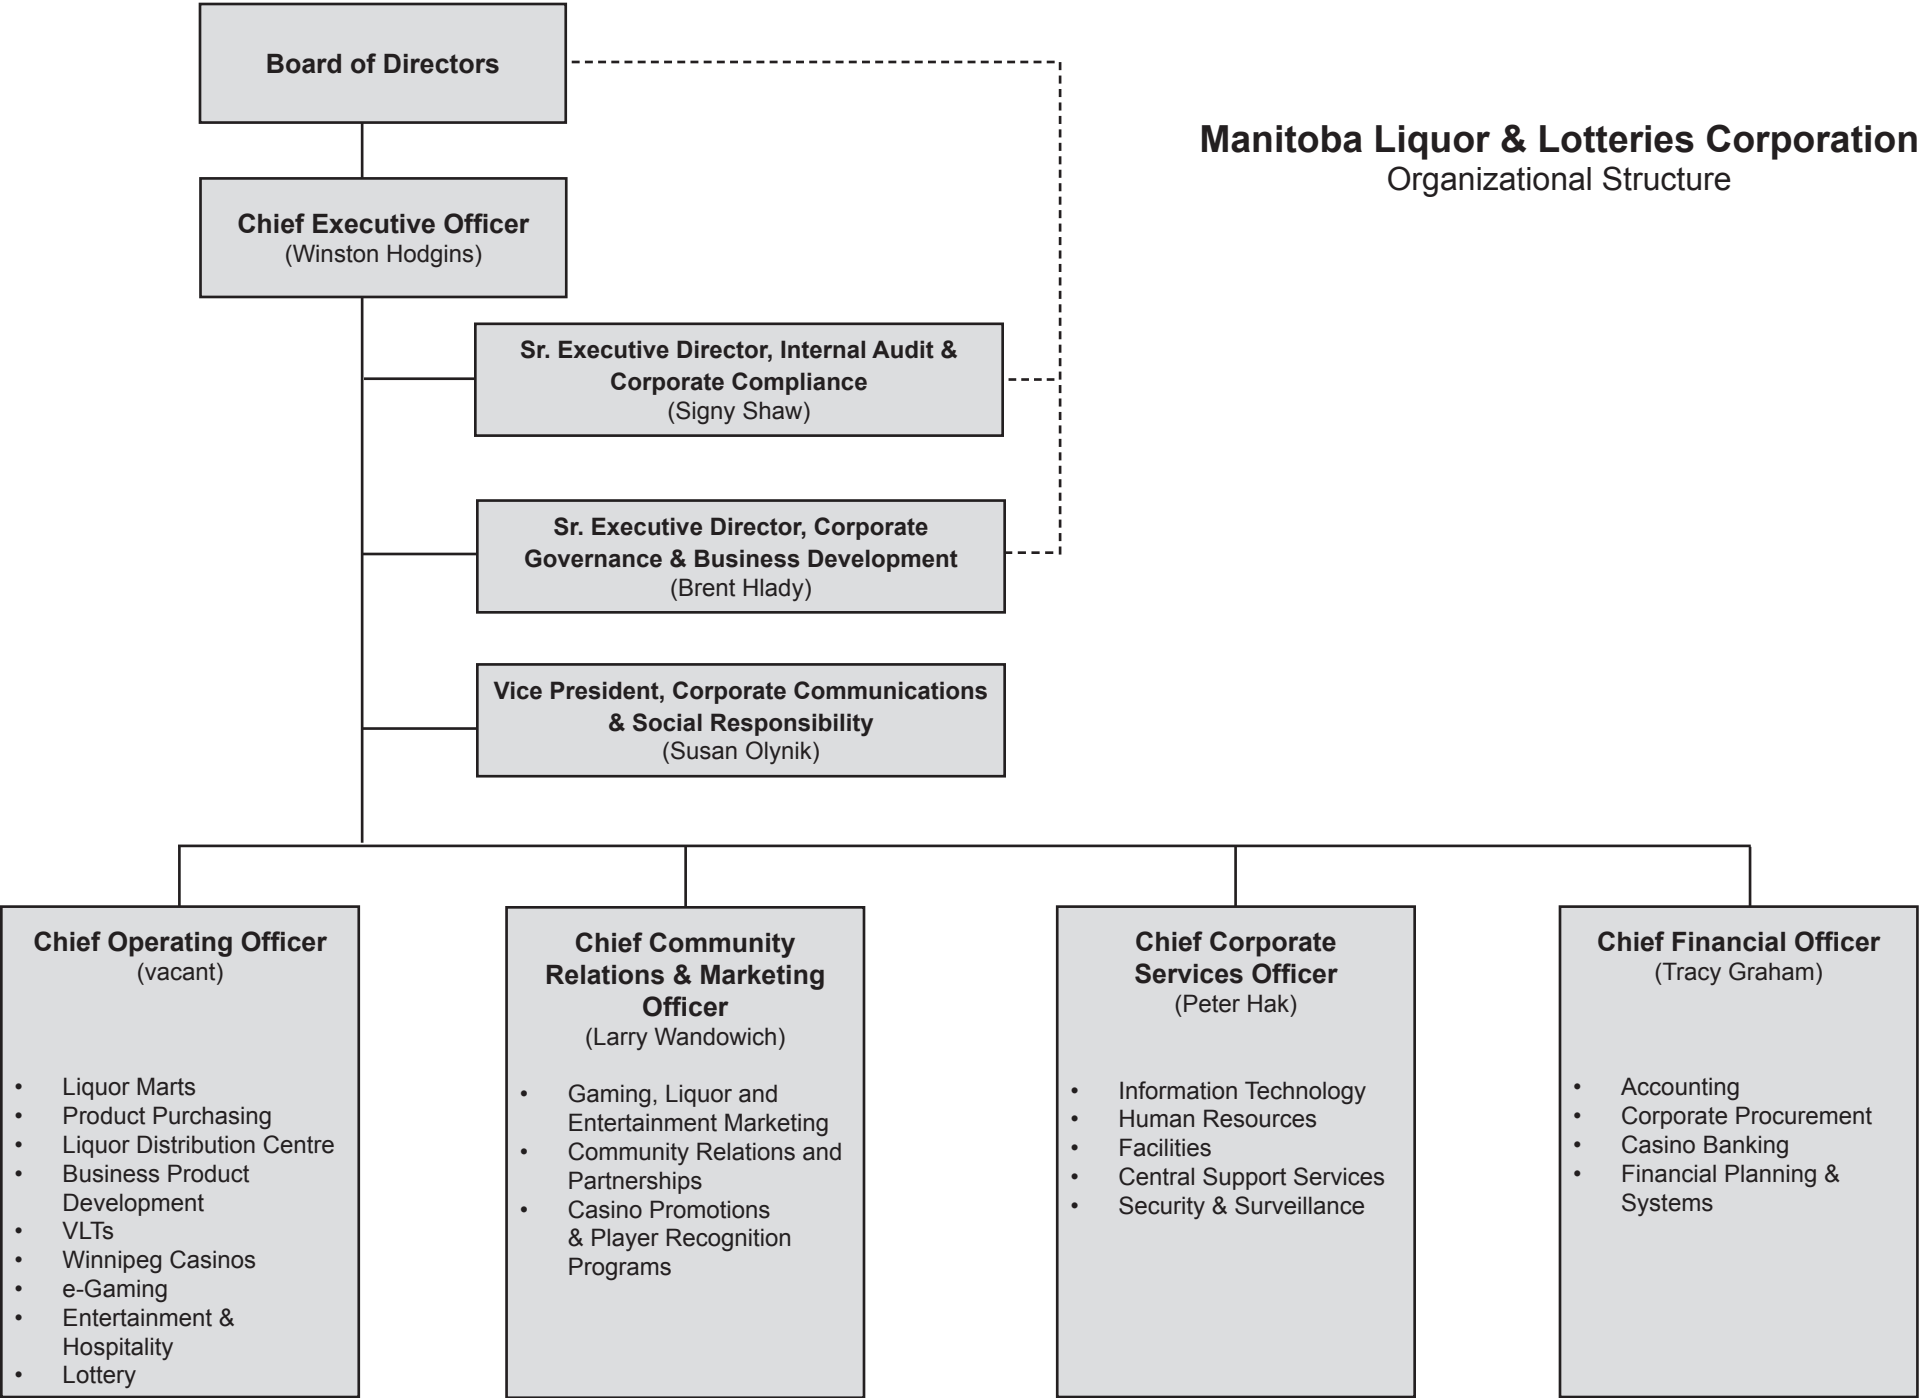 Board of Directors
Manitoba Liquor & Lotteries Corporation
Organizational Structure
Chief Executive Officer
(Winston Hodgins)
Sr. Executive Director, Internal Audit &
Corporate Compliance
(Signy Shaw)
Sr. Executive Director, Corporate
Governance & Business Development
(Brent Hlady)
Vice President, Corporate Communications
& Social Responsibility
(Susan Olynik)
Chief Operating Officer
(vacant)
• Liquor Marts
• Product Purchasing
• Liquor Distribution Centre
• Business Product
Development
• VLTs
• Winnipeg Casinos
• e-Gaming
• Entertainment &
Hospitality
• Lottery
Chief Community
Relations & Marketing
Officer
(Larry Wandowich)
• Gaming, Liquor and
Entertainment Marketing
• Community Relations and
Partnerships
• Casino Promotions
& Player Recognition
Programs
Chief Corporate
Services Officer
(Peter Hak)
• Information Technology
• Human Resources
• Facilities
• Central Support Services
• Security & Surveillance
Chief Financial Officer
(Tracy Graham)
• Accounting
• Corporate Procurement
• Casino Banking
• Financial Planning &
Systems